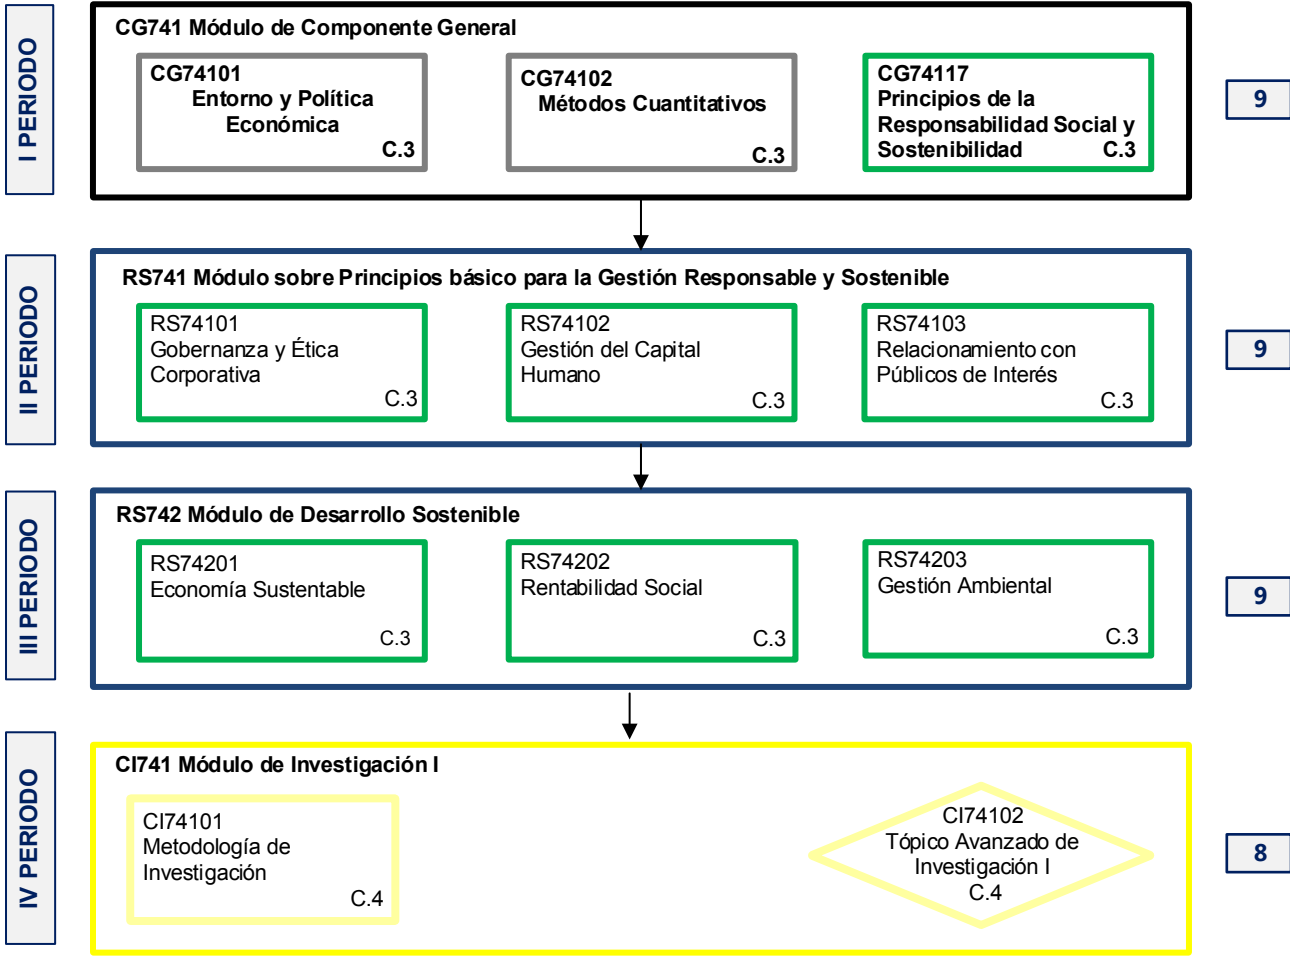 I PERIODO
CG741 Módulo de Componente General
CG74101
Entorno y Política
Económica
C.3
CG74102
Métodos Cuantitativos
C.3
CG74117
Principios de la
Responsabilidad Social y
Sostenibilidad C.3
9
II PERIODO
RS741 Módulo sobre Principios básico para la Gestión Responsable y Sostenible
RS74101
Gobernanza y Ética
Corporativa
C.3
RS74102
Gestión del Capital
Humano
C.3
RS74103
Relacionamiento con
Públicos de Interés
C.3
9
III PERIODO
RS742 Módulo de Desarrollo Sostenible
RS74201
Economía Sustentable
C.3
RS74202
Rentabilidad Social
C.3
RS74203
Gestión Ambiental
C.3
9
IV PERIODO
CI741 Módulo de Investigación I
CI74101
Metodología de
Investigación
C.4
CI74102
Tópico Avanzado de
Investigación I
C.4
8